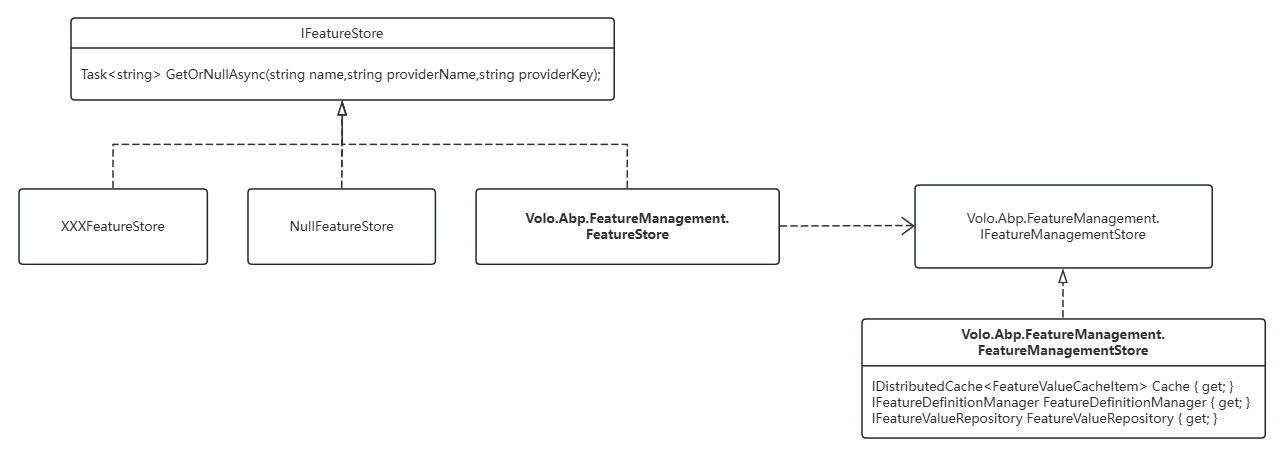 IFeatureStore
Task<string> GetOrNullAsync(string name,string providerName,string providerKey);
XXXFeatureStore
NullFeatureStore
Volo.Abp.FeatureManagement.
FeatureStore
Volo.Abp.FeatureManagement.
IFeatureManagementStore
Volo.Abp.FeatureManagement.
FeatureManagementStore
IDistributedCache<FeatureValueCacheItem> Cache { get; }
IFeatureDefinitionManager FeatureDefinitionManager { get; }
IFeatureValueRepository FeatureValueRepository { get; }